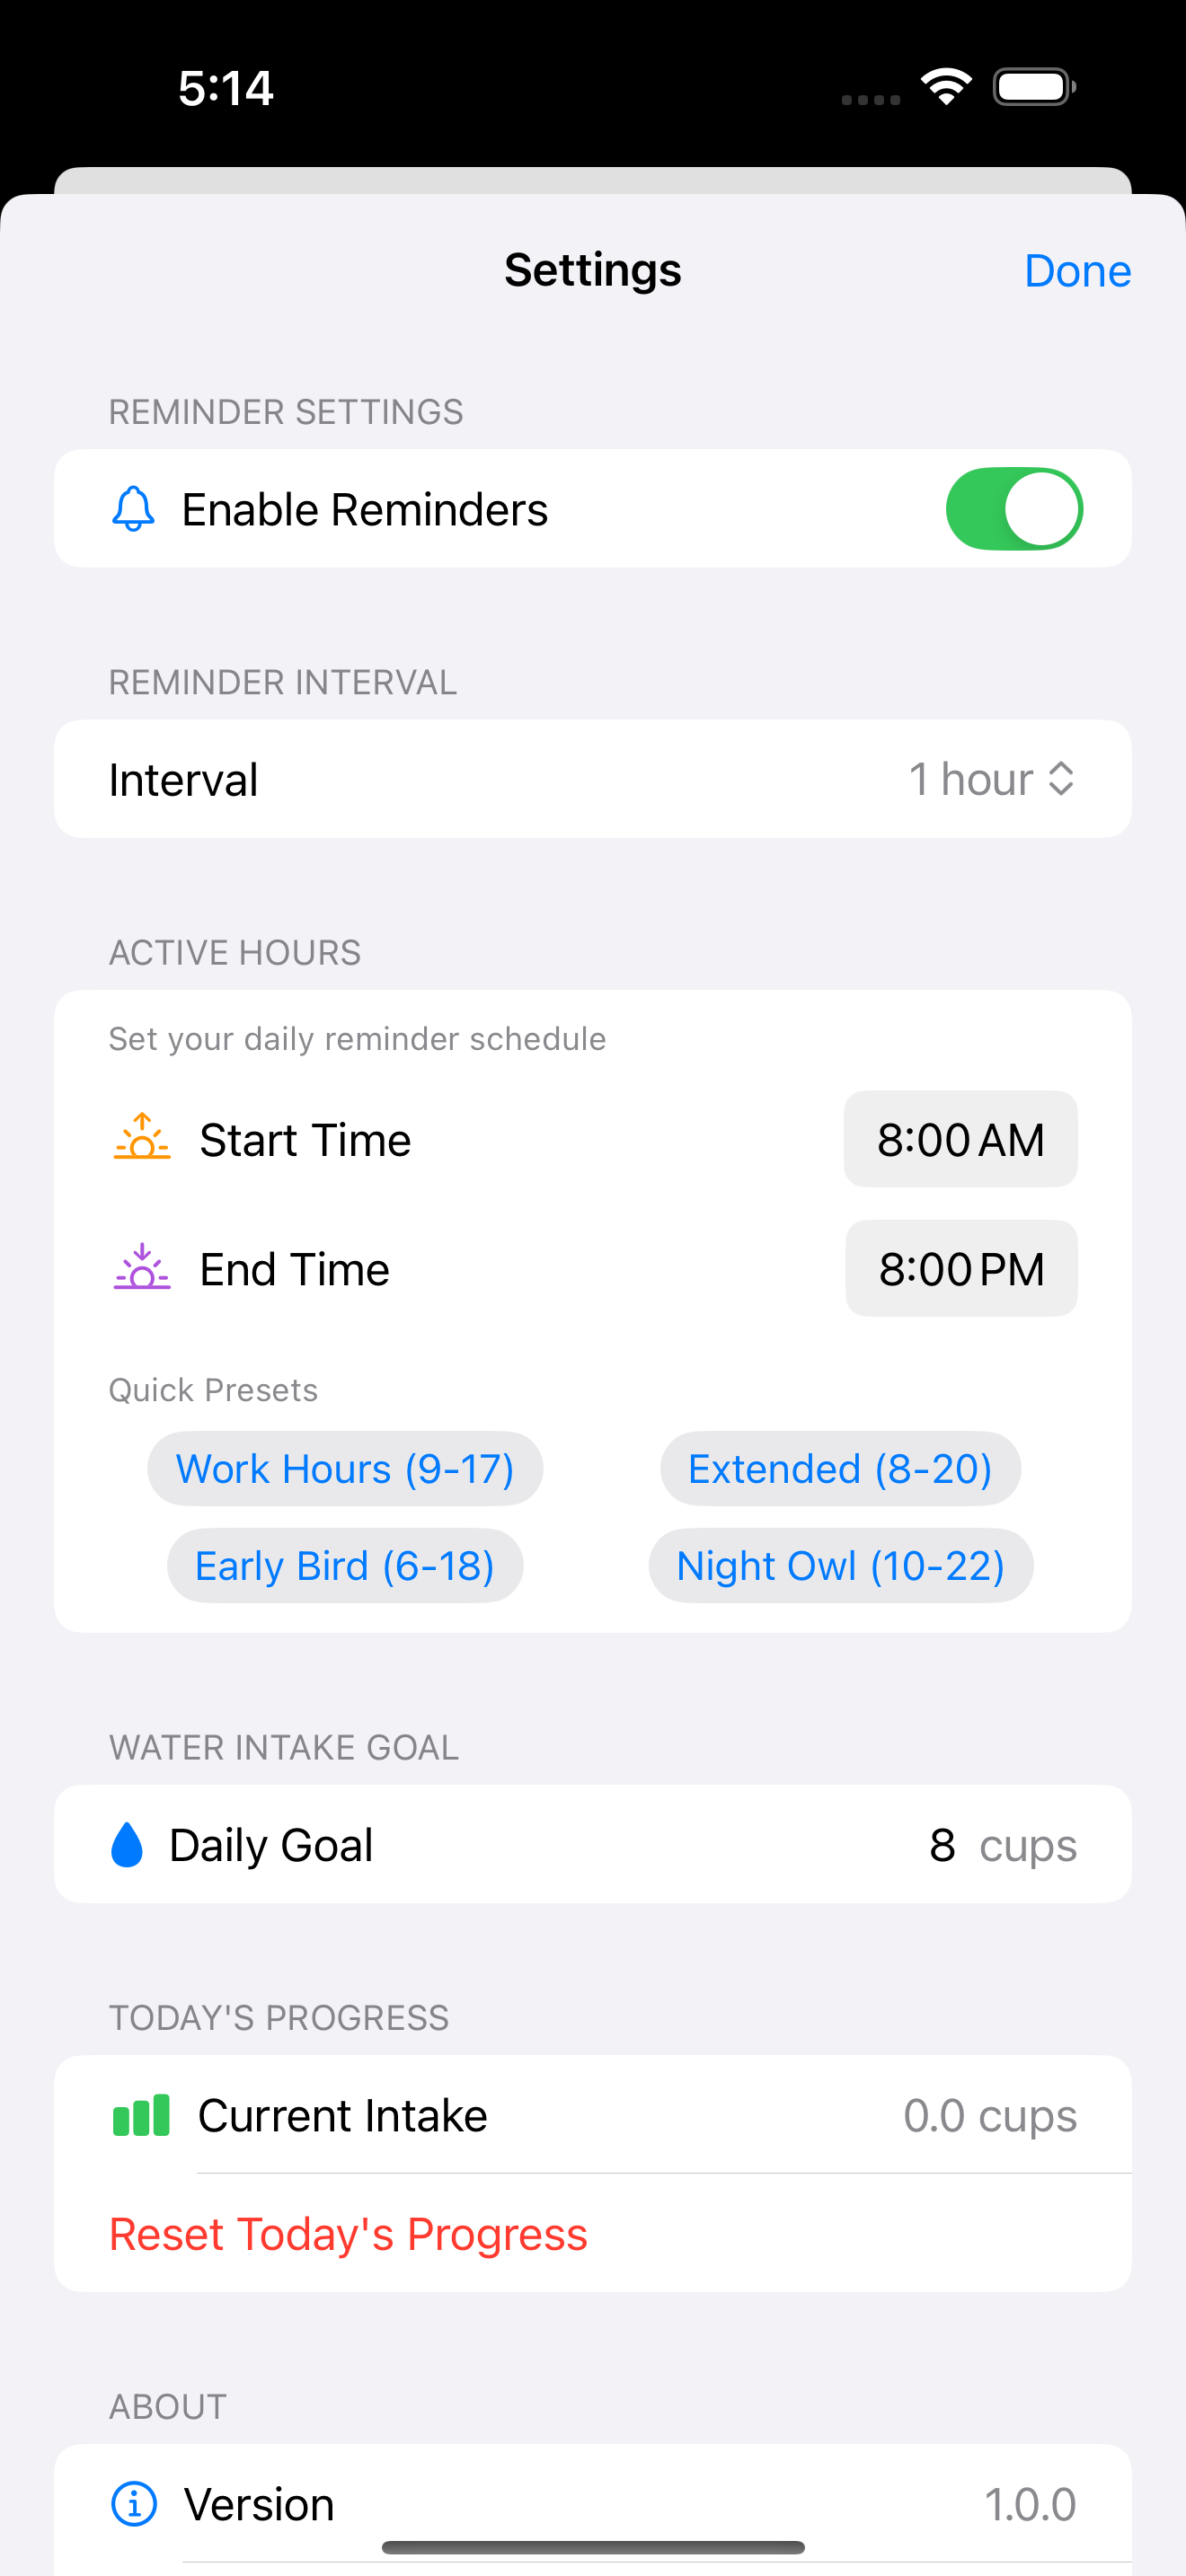 5:14
Settings
Done
REMINDER SETTINGS
Enable Reminders
REMINDER INTERVAL
Interval
1 hour
ACTIVE HOURS
Set your daily reminder schedule
Start Time
8:00 AM
End Time
8:00 PM
Quick Presets
Work Hours (9-17)
Extended (8-20)
Early Bird (6-18)
Night Owl (10-22)
WATER INTAKE GOAL
Daily Goal
8 cups
TODAY'S PROGRESS
Current Intake
0.0 cups
Reset Today's Progress
ABOUT
Version
1.0.0